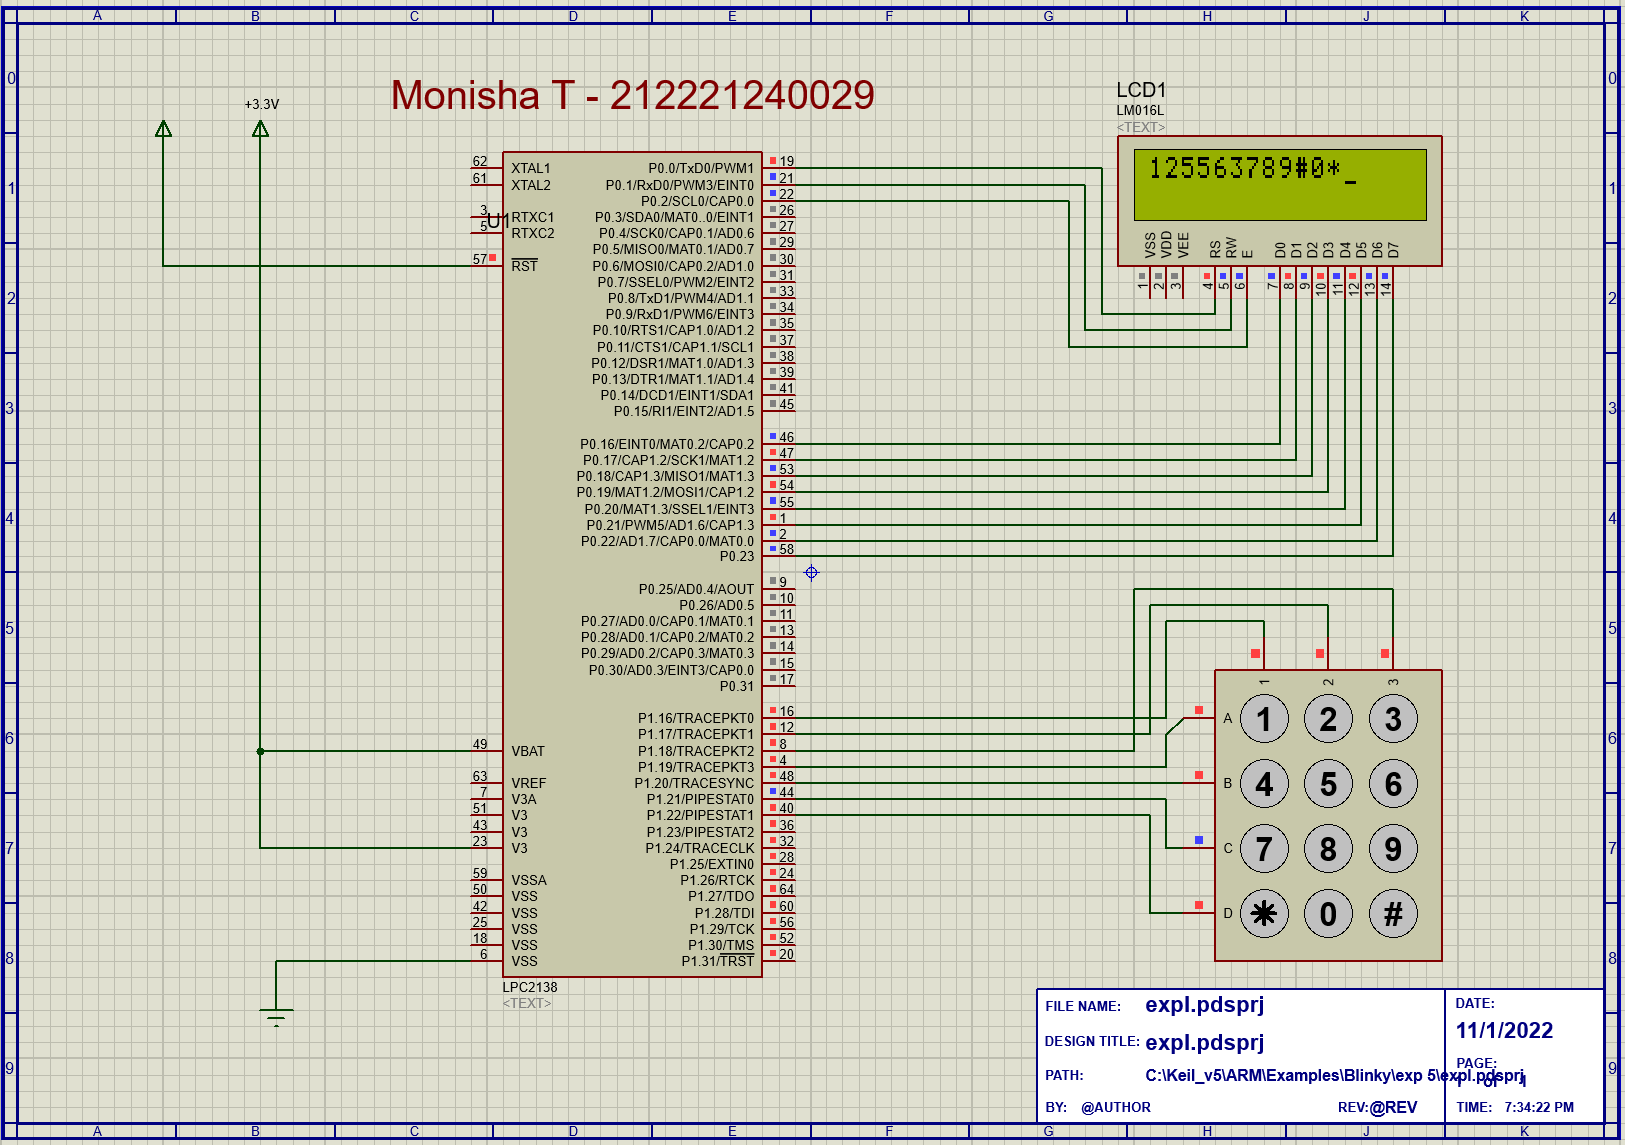 A B C D E F G H J K
0 0
1 1
2 2
3 3
4 4
5 5
6 6
7 7
8 8
9 9
Monisha T - 212221240029
+3.3V
LCD1
LM016L
<TEXT>
125563789#0*_
VSS VDD VEE RS RW E D0 D1 D2 D3 D4 D5 D6 D7
1 2 3 4 5 6 7 8 9 10 11 12 13 14
U1
62 XTAL1
61 XTAL2
3 RTXC1
5 RTXC2
57 RST
49 VBAT
63 VREF
7 V3A
51 V3
43 V3
23 V3
59 VSSA
50 VSS
42 VSS
25 VSS
18 VSS
6 VSS
P0.0/TxD0/PWM1 19
P0.1/RxD0/PWM3/EINT0 21
P0.2/SCL0/CAP0.0 22
P0.3/SDA0/MAT0..0/EINT1 26
P0.4/SCK0/CAP0.1/AD0.6 27
P0.5/MISO0/MAT0.1/AD0.7 29
P0.6/MOSI0/CAP0.2/AD1.0 30
P0.7/SSEL0/PWM2/EINT2 31
P0.8/TxD1/PWM4/AD1.1 33
P0.9/RxD1/PWM6/EINT3 34
P0.10/RTS1/CAP1.0/AD1.2 35
P0.11/CTS1/CAP1.1/SCL1 37
P0.12/DSR1/MAT1.0/AD1.3 38
P0.13/DTR1/MAT1.1/AD1.4 39
P0.14/DCD1/EINT1/SDA1 41
P0.15/RI1/EINT2/AD1.5 45
P0.16/EINT0/MAT0.2/CAP0.2 46
P0.17/CAP1.2/SCK1/MAT1.2 47
P0.18/CAP1.3/MISO1/MAT1.3 53
P0.19/MAT1.2/MOSI1/CAP1.2 54
P0.20/MAT1.3/SSEL1/EINT3 55
P0.21/PWM5/AD1.6/CAP1.3 1
P0.22/AD1.7/CAP0.0/MAT0.0 2
P0.23 58
P0.25/AD0.4/AOUT 9
P0.26/AD0.5 10
P0.27/AD0.0/CAP0.1/MAT0.1 11
P0.28/AD0.1/CAP0.2/MAT0.2 13
P0.29/AD0.2/CAP0.3/MAT0.3 14
P0.30/AD0.3/EINT3/CAP0.0 15
P0.31 17
P1.16/TRACEPKT0 16
P1.17/TRACEPKT1 12
P1.18/TRACEPKT2 8
P1.19/TRACEPKT3 4
P1.20/TRACESYNC 48
P1.21/PIPESTAT0 44
P1.22/PIPESTAT1 40
P1.23/PIPESTAT2 36
P1.24/TRACECLK 32
P1.25/EXTIN0 28
P1.26/RTCK 24
P1.27/TDO 64
P1.28/TDI 60
P1.29/TCK 56
P1.30/TMS 52
P1.31/TRST 20
LPC2138
<TEXT>
1 2 3
A 1 2 3
B 4 5 6
C 7 8 9
D * 0 #
FILE NAME: expl.pdsprj
DESIGN TITLE: expl.pdsprj
PATH: C:\Keil_v5\ARM\Examples\Blinky\exp 5\expl.pdsprj
BY: @AUTHOR REV:@REV
DATE:
11/1/2022
PAGE:
1 of 1
TIME: 7:34:22 PM
A B C D E F G H J K